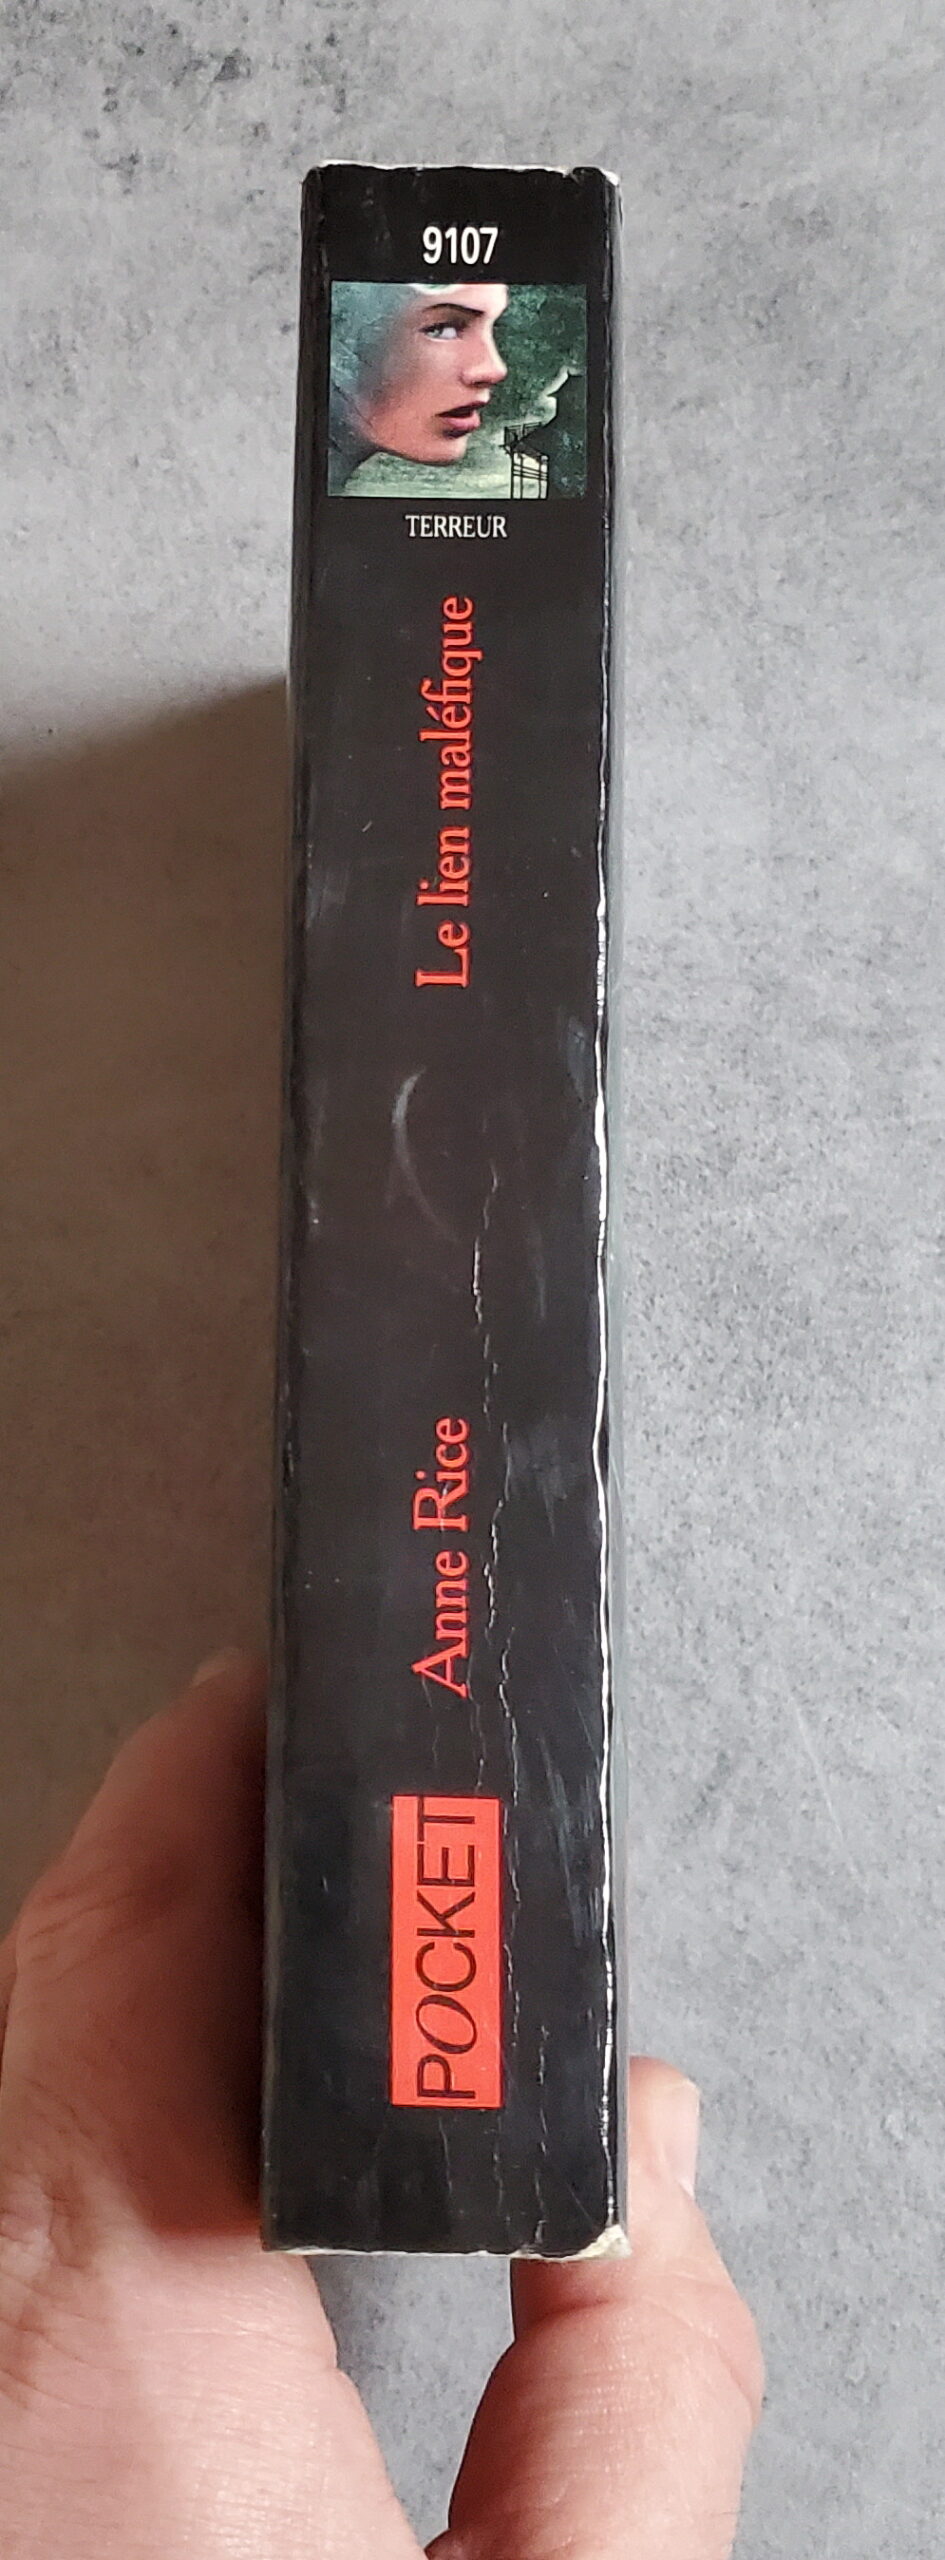 9107
TERREUR
Le lien maléfique
Anne Rice
POCKET